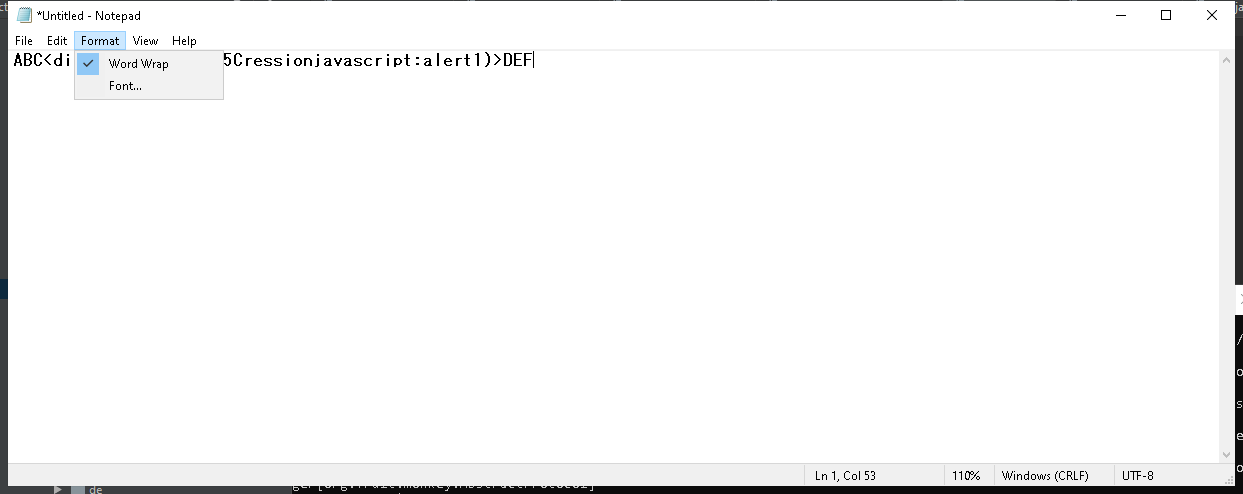 *Untitled - Notepad
File Edit Format View Help
ABC<di 5Cressionjavascript:alert1)>DEF
Word Wrap
Font...
Ln 1, Col 53 110% Windows (CRLF) UTF-8
de